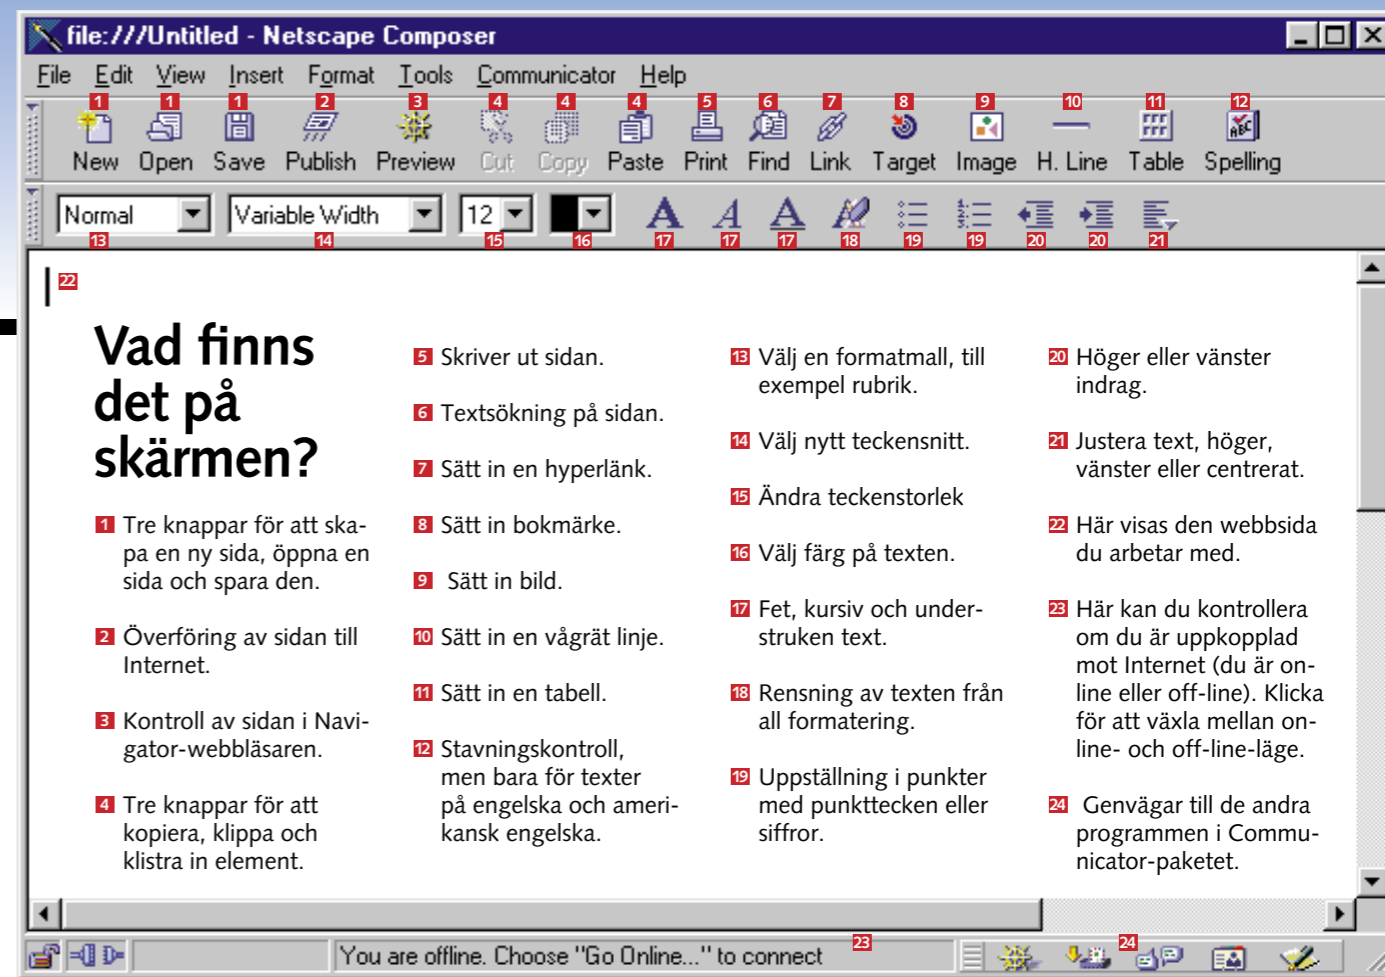 file:///Untitled - Netscape Composer
File Edit View Insert Format Tools Communicator Help
1 1 1 2 3 4 4 4 5 6 7 8 9 10 11 12
New Open Save Publish Preview Cut Copy Paste Print Find Link Target Image H. Line Table Spelling
Normal Variable Width 12
13 14 15 16 17 17 17 18 19 19 20 20 21
22
Vad finns
det på
skärmen?
1 Tre knappar för att ska-
pa en ny sida, öppna en
sida och spara den.
2 Överföring av sidan till
Internet.
3 Kontroll av sidan i Navi-
gator-webbläsaren.
4 Tre knappar för att
kopiera, klippa och
klistra in element.
5 Skriver ut sidan.
6 Textsökning på sidan.
7 Sätt in en hyperlänk.
8 Sätt in bokmärke.
9 Sätt in bild.
10 Sätt in en vågrät linje.
11 Sätt in en tabell.
12 Stavningskontroll,
men bara för texter
på engelska och ameri-
kansk engelska.
13 Välj en formatmall, till
exempel rubrik.
14 Välj nytt teckensnitt.
15 Ändra teckenstorlek
16 Välj färg på texten.
17 Fet, kursiv och under-
struken text.
18 Rensning av texten från
all formatering.
19 Uppställning i punkter
med punkttecken eller
siffror.
20 Höger eller vänster
indrag.
21 Justera text, höger,
vänster eller centrerat.
22 Här visas den webbsida
du arbetar med.
23 Här kan du kontrollera
om du är uppkopplad
mot Internet (du är on-
line eller off-line). Klicka
för att växla mellan on-
line- och off-line-läge.
24 Genvägar till de andra
programmen i Commu-
nicator-paketet.
You are offline. Choose "Go Online..." to connect 23 24